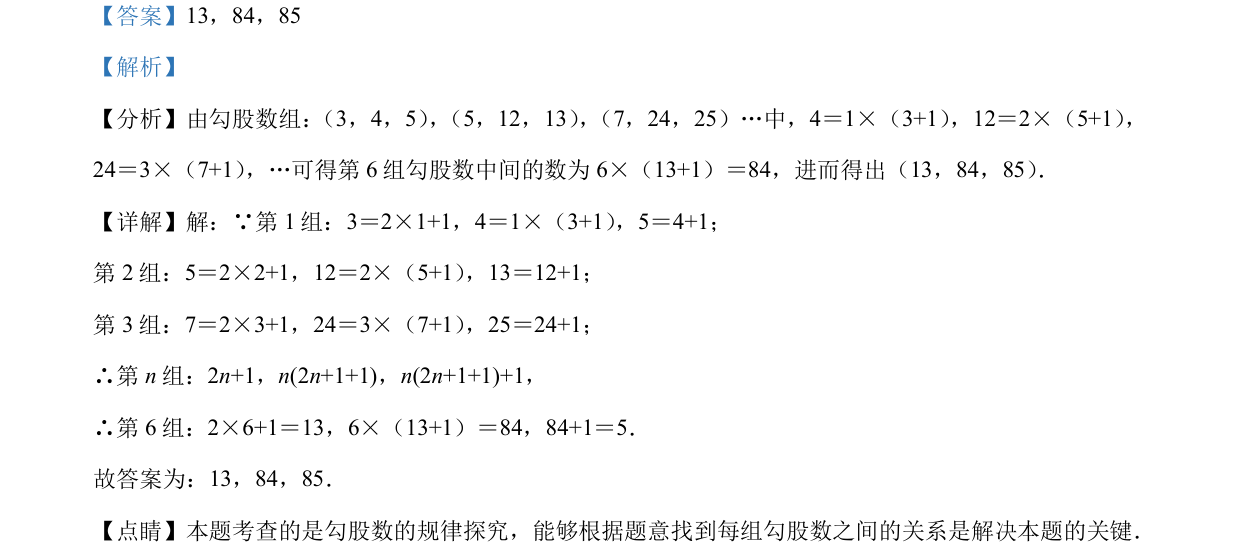 【答案】13，84，85
【解析】
【分析】由勾股数组：（3，4，5），（5，12，13），（7，24，25）…中，4＝1×（3+1），12＝2×（5+1），
24＝3×（7+1），…可得第 6 组勾股数中间的数为 6×（13+1）＝84，进而得出（13，84，85）．
【详解】解：∵第 1 组：3＝2×1+1，4＝1×（3+1），5＝4+1；
第 2 组：5＝2×2+1，12＝2×（5+1），13＝12+1；
第 3 组：7＝2×3+1，24＝3×（7+1），25＝24+1；
∴第 n 组：2n+1，n(2n+1+1)，n(2n+1+1)+1，
∴第 6 组：2×6+1＝13，6×（13+1）＝84，84+1＝5．
故答案为：13，84，85．
【点睛】本题考查的是勾股数的规律探究，能够根据题意找到每组勾股数之间的关系是解决本题的关键．